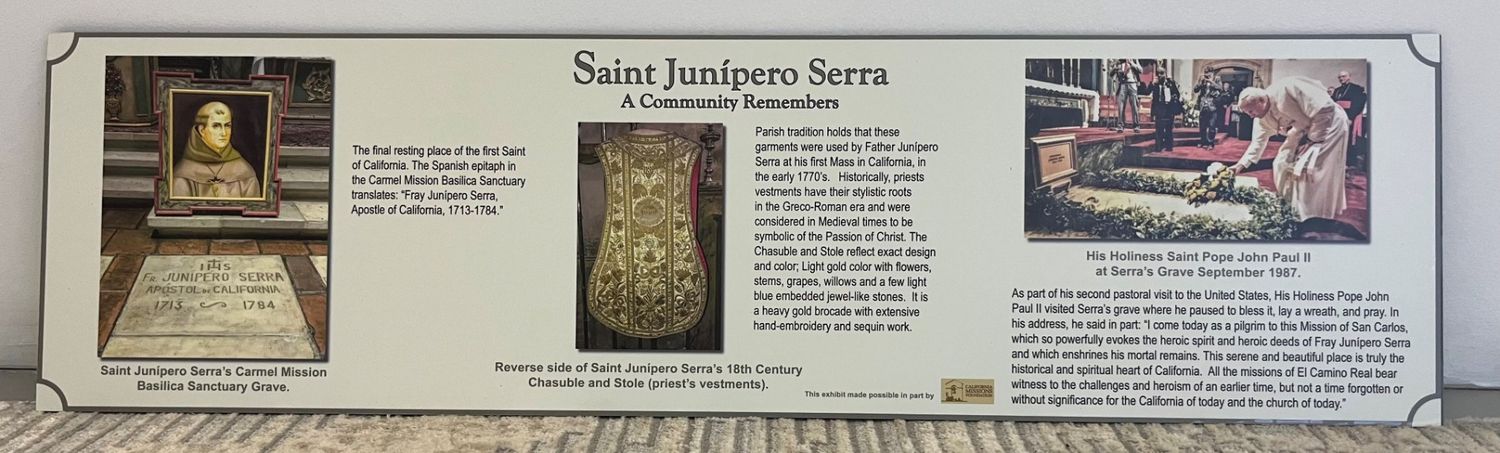 Saint Junípero Serra
A Community Remembers
IHS
FR. JUNÍPERO SERRA
APÓSTOL DE CALIFORNIA
1713 1784
Saint Junípero Serra's Carmel Mission
Basilica Sanctuary Grave.
The final resting place of the first Saint
of California. The Spanish epitaph in
the Carmel Mission Basilica Sanctuary
translates: “Fray Junípero Serra,
Apostle of California, 1713-1784.”
Reverse side of Saint Junípero Serra's 18th Century
Chasuble and Stole (priest's vestments).
Parish tradition holds that these
garments were used by Father Junípero
Serra at his first Mass in California, in
the early 1770's. Historically, priests
vestments have their stylistic roots
in the Greco-Roman era and were
considered in Medieval times to be
symbolic of the Passion of Christ. The
Chasuble and Stole reflect exact design
and color; Light gold color with flowers,
stems, grapes, willows and a few light
blue embedded jewel-like stones. It is
a heavy gold brocade with extensive
hand-embroidery and sequin work.
This exhibit made possible in part by
CALIFORNIA
MISSIONS
FOUNDATION
His Holiness Saint Pope John Paul II
at Serra's Grave September 1987.
As part of his second pastoral visit to the United States, His Holiness Pope John
Paul II visited Serra's grave where he paused to bless it, lay a wreath, and pray. In
his address, he said in part: “I come today as a pilgrim to this Mission of San Carlos,
which so powerfully evokes the heroic spirit and heroic deeds of Fray Junípero Serra
and which enshrines his mortal remains. This serene and beautiful place is truly the
historical and spiritual heart of California. All the missions of El Camino Real bear
witness to the challenges and heroism of an earlier time, but not a time forgotten or
without significance for the California of today and the church of today.”